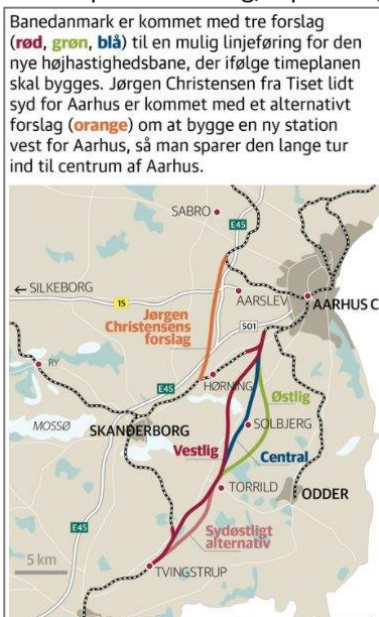 Banedanmark er kommet med tre forslag
(rød, grøn, blå) til en mulig linjeføring for den
nye højhastighedsbane, der ifølge timeplanen
skal bygges. Jørgen Christensen fra Tiset lidt
syd for Aarhus er kommet med et alternativt
forslag (orange) om at bygge en ny station
vest for Aarhus, så man sparer den lange tur
ind til centrum af Aarhus.
SABRO
E45
← SILKEBORG
15
AARSLEV
AARHUS C
Jørgen
Christensens
forslag
501
RY
E45
HØRNING
Østlig
MOSSØ
SKANDERBORG
SOLBJERG
Vestlig
Central
TORRILD
ODDER
E45
Sydøstligt
alternativ
5 km
TVINGSTRUP